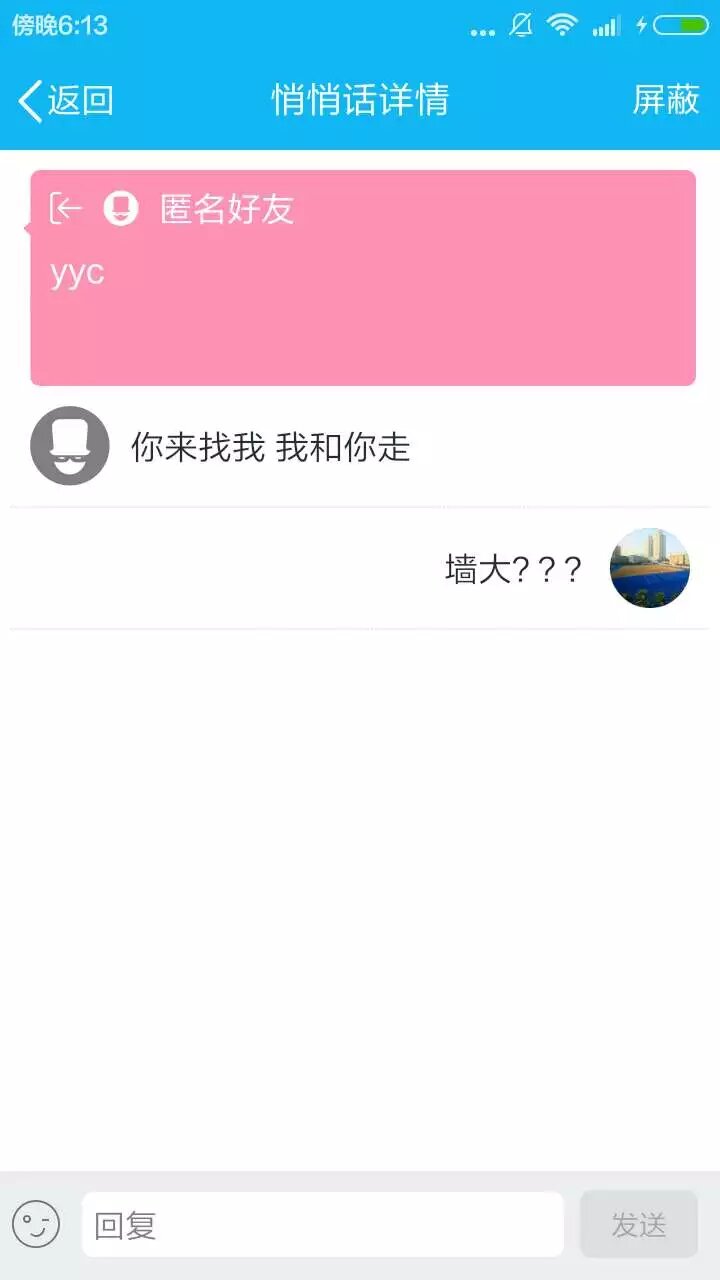 傍晚6:13
返回 悄悄话详情 屏蔽
匿名好友
yyc
你来找我 我和你走
墙大? ? ?
回复 发送